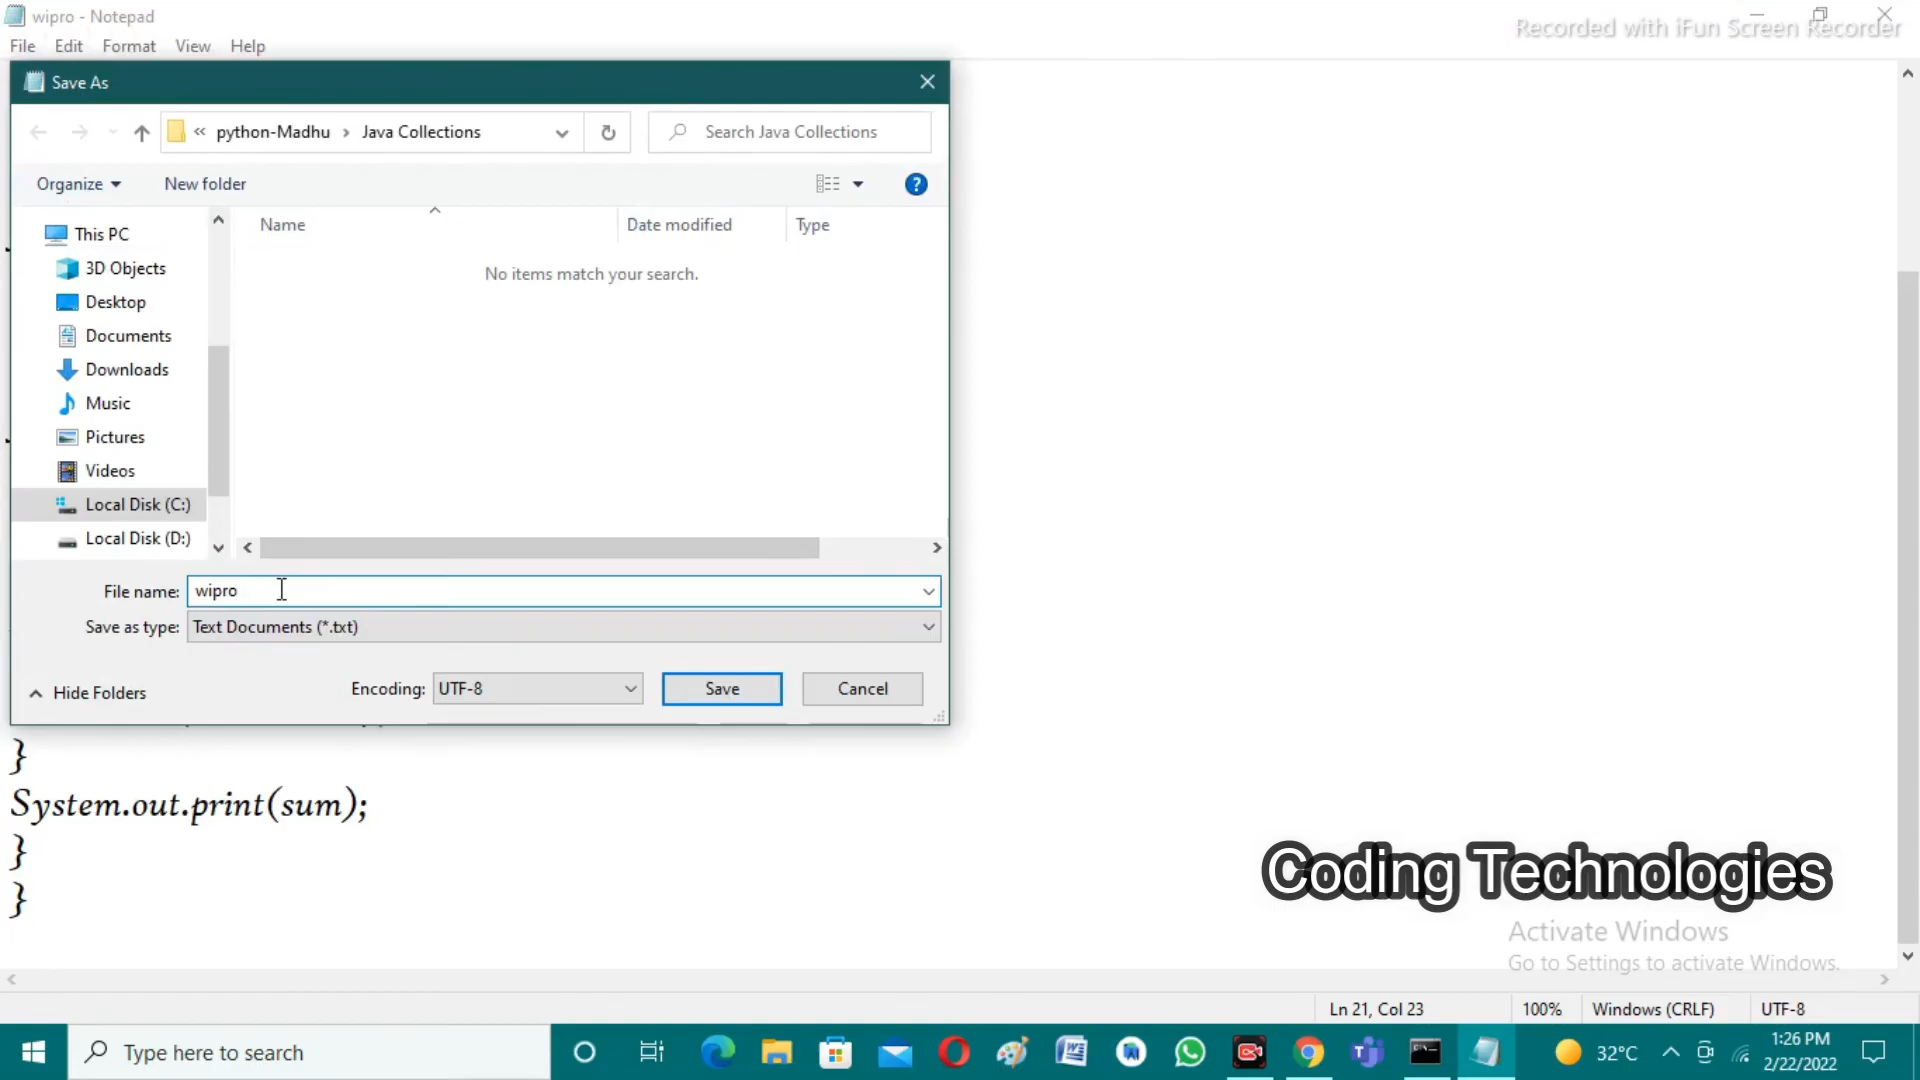 wipro - Notepad
Recorded with iFun Screen Recorder
File Edit Format View Help
Save As
« python-Madhu › Java Collections
Search Java Collections
Organize New folder
Name Date modified Type
No items match your search.
This PC
3D Objects
Desktop
Documents
Downloads
Music
Pictures
Videos
Local Disk (C:)
Local Disk (D:)
File name: wipro
Save as type: Text Documents (*.txt)
Hide Folders
Encoding: UTF-8 Save Cancel
}
System.out.print(sum);
}
}
Coding Technologies
Activate Windows
Go to Settings to activate Windows.
Ln 21, Col 23 100% Windows (CRLF) UTF-8
Type here to search
32°C
1:26 PM
2/22/2022